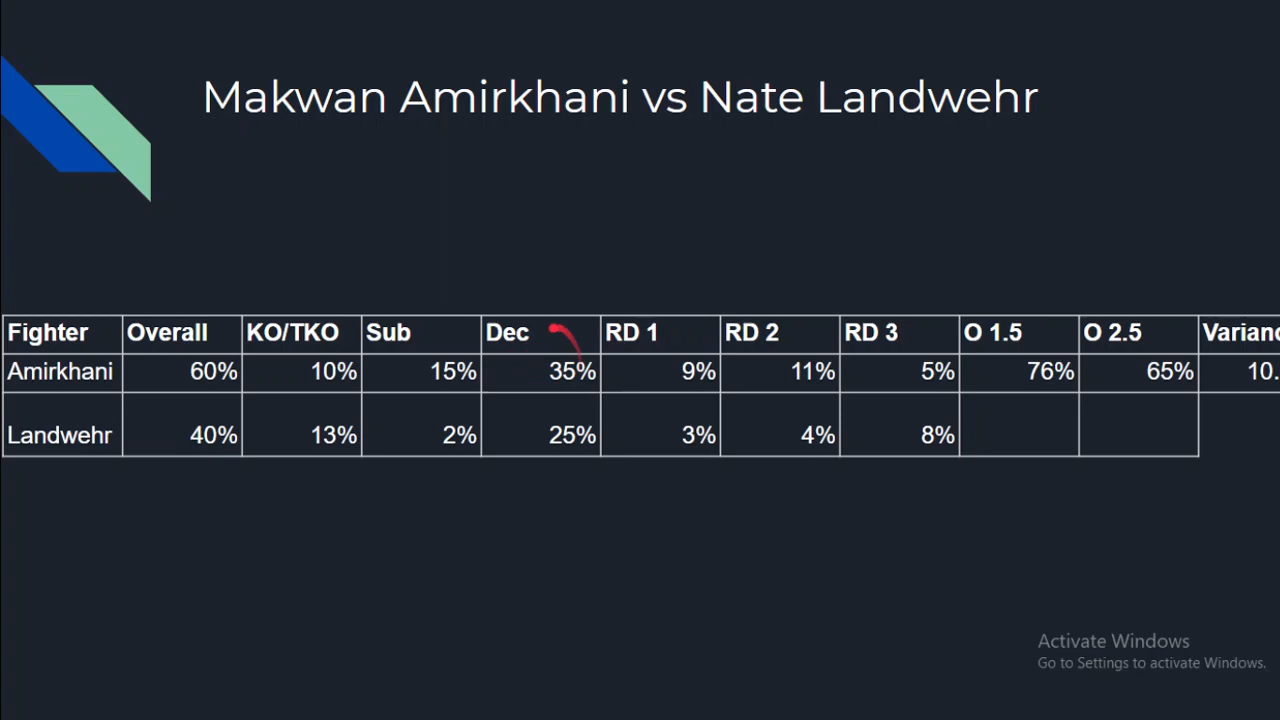 Makwan Amirkhani vs Nate Landwehr
Fighter Overall KO/TKO Sub Dec RD 1 RD 2 RD 3 O 1.5 O 2.5 Varianc
Amirkhani 60% 10% 15% 35% 9% 11% 5% 76% 65% 10.
Landwehr 40% 13% 2% 25% 3% 4% 8%
Activate Windows
Go to Settings to activate Windows.